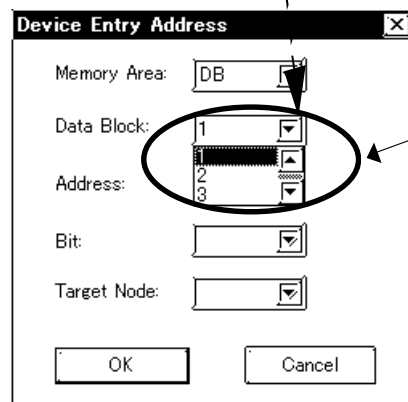 Device Entry Address
Memory Area: DB
Data Block: 1
1
2
Address:
3
Bit:
Target Node:
OK Cancel